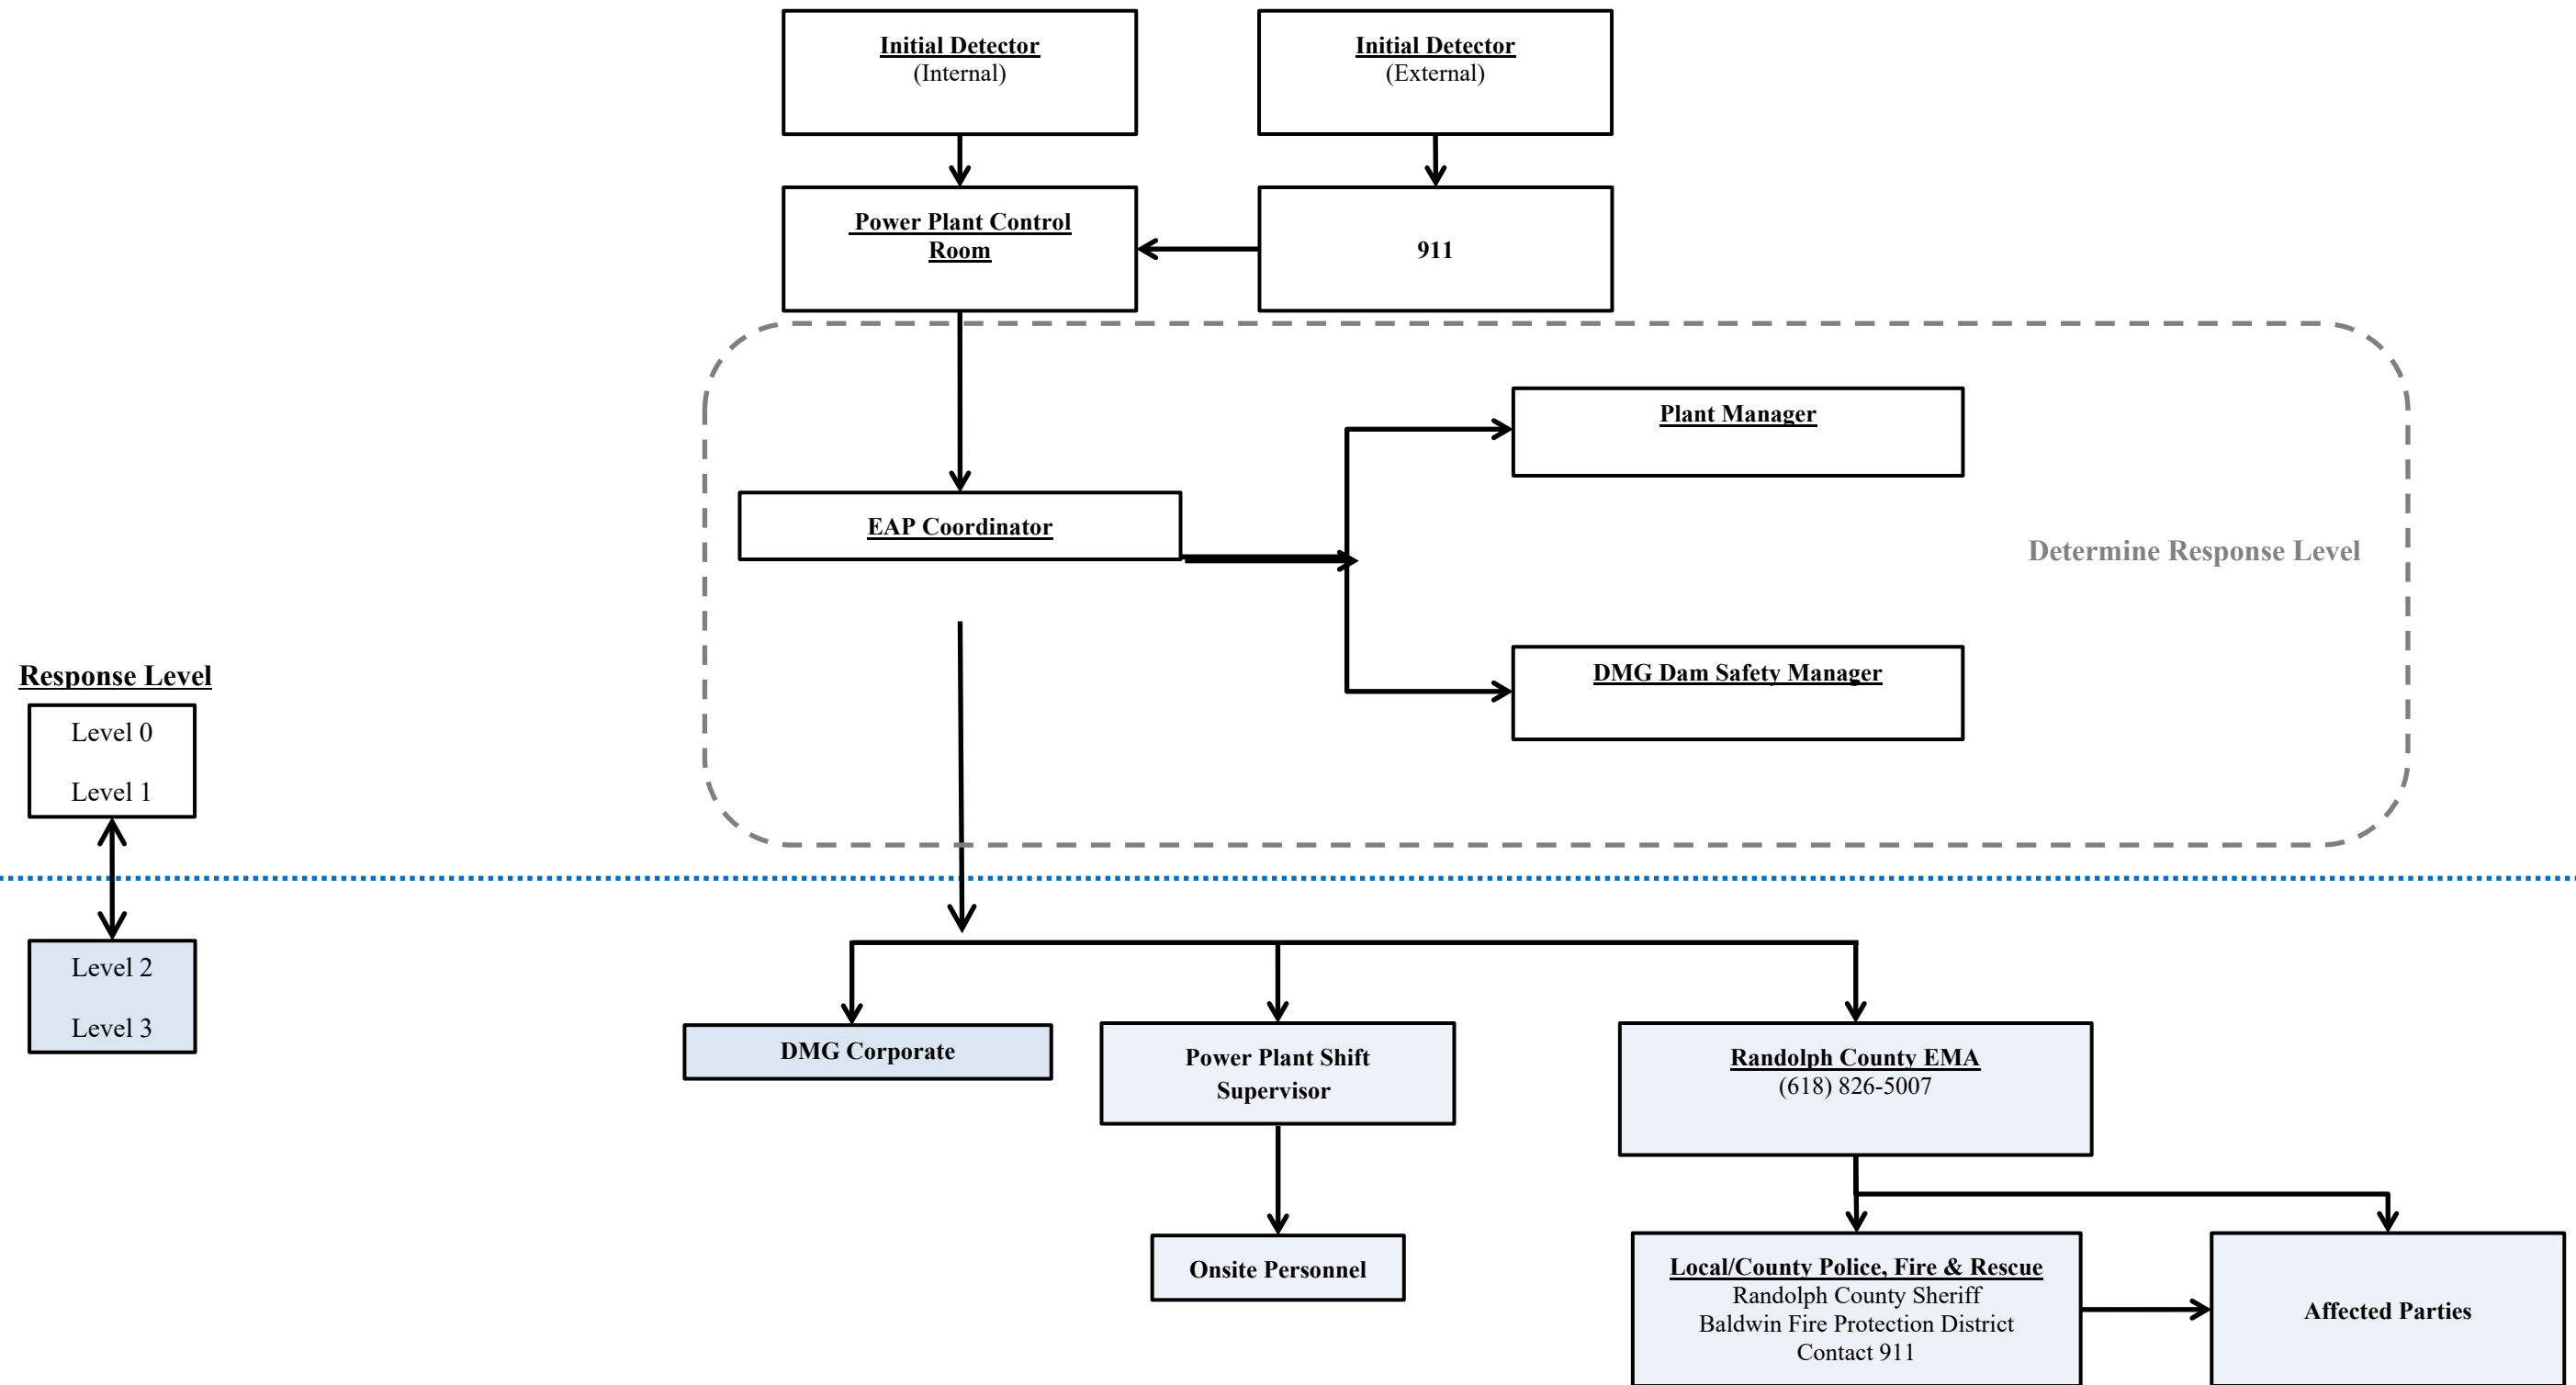 Initial Detector
(Internal)
Initial Detector
(External)
Power Plant Control
Room
911
Plant Manager
EAP Coordinator
Determine Response Level
DMG Dam Safety Manager
Response Level
Level 0
Level 1
Level 2
Level 3
DMG Corporate
Power Plant Shift
Supervisor
Randolph County EMA
(618) 826-5007
Onsite Personnel
Local/County Police, Fire & Rescue
Randolph County Sheriff
Baldwin Fire Protection District
Contact 911
Affected Parties